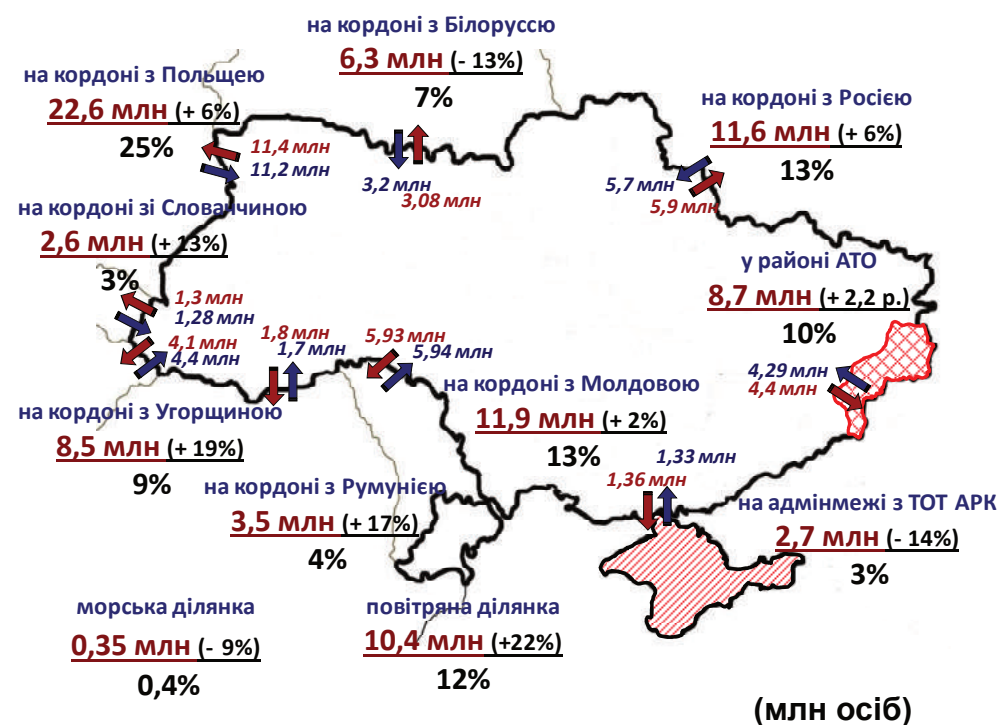 на кордоні з Білоруссю
6,3 млн (- 13%)
7%
на кордоні з Польщею
22,6 млн (+ 6%)
25%
11,4 млн
11,2 млн
3,2 млн
3,08 млн
на кордоні з Росією
11,6 млн (+ 6%)
13%
5,7 млн
5,9 млн
на кордоні зі Словаччиною
2,6 млн (+ 13%)
3%
1,3 млн
1,28 млн
4,1 млн
4,4 млн
1,8 млн
1,7 млн
5,93 млн
5,94 млн
у районі АТО
8,7 млн (+ 2,2 р.)
10%
4,29 млн
4,4 млн
на кордоні з Угорщиною
8,5 млн (+ 19%)
9%
на кордоні з Молдовою
11,9 млн (+ 2%)
13%
1,33 млн
1,36 млн
на кордоні з Румунією
3,5 млн (+ 17%)
4%
на адмінмежі з ТОТ АРК
2,7 млн (- 14%)
3%
морська ділянка
0,35 млн (- 9%)
0,4%
повітряна ділянка
10,4 млн (+22%)
12%
(млн осіб)